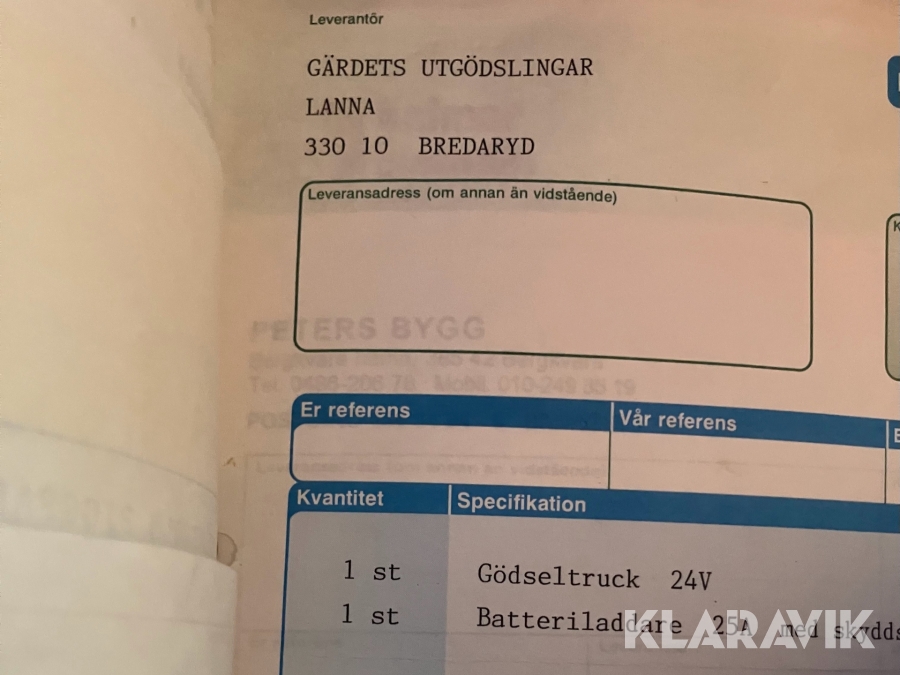 Leverantör
GÄRDETS UTGÖDSLINGAR
LANNA
330 10 BREDARYD
Leveransadress (om annan än vidstående)
PETERS BYGG
Er referens
Vår referens
Kvantitet
Specifikation
1 st Gödseltruck 24V
1 st Batteriladdare 25A med skydds
KLARAVIK